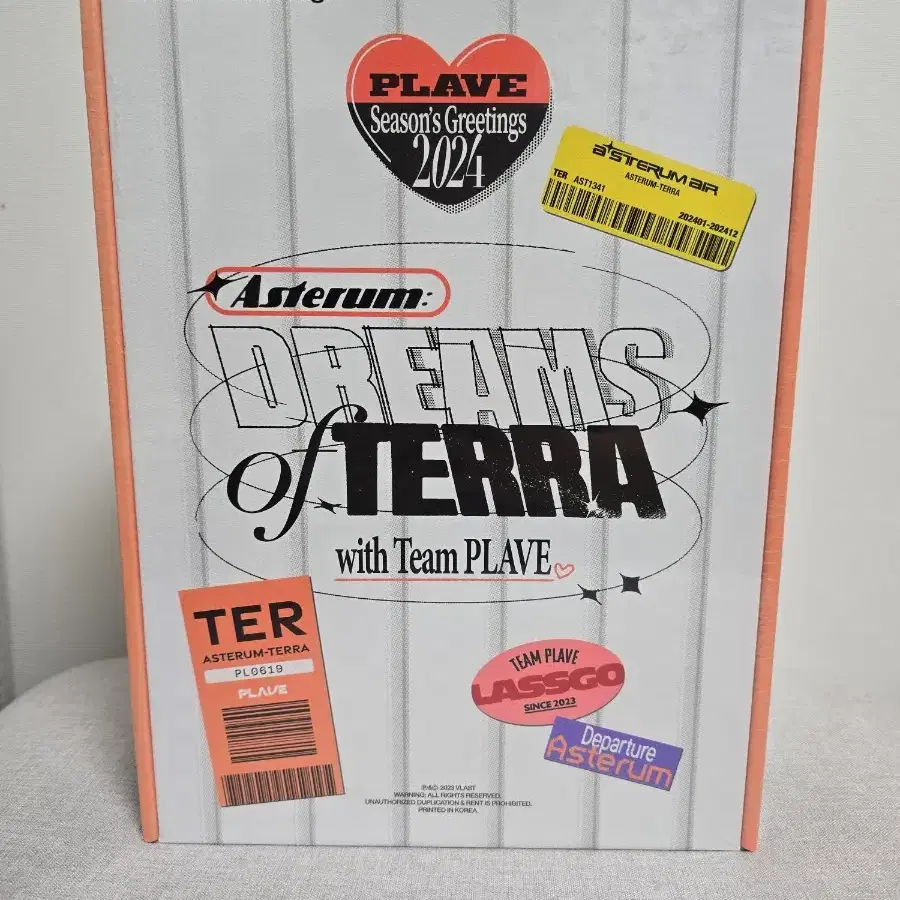 PLAVE
Season's Greetings
2024
asterum air
ASTERUM-TERRA
TER AST1341
202401-202412
Asterum:
DREAMS
of TERRA
with Team PLAVE
TER
ASTERUM-TERRA
PL0619
PLAVE
TEAM PLAVE
LASSGO
SINCE 2023
Departure
Asterum
℗&© 2023 VLAST
WARNING: ALL RIGHTS RESERVED.
UNAUTHORIZED DUPLICATION & RENT IS PROHIBITED.
PRINTED IN KOREA